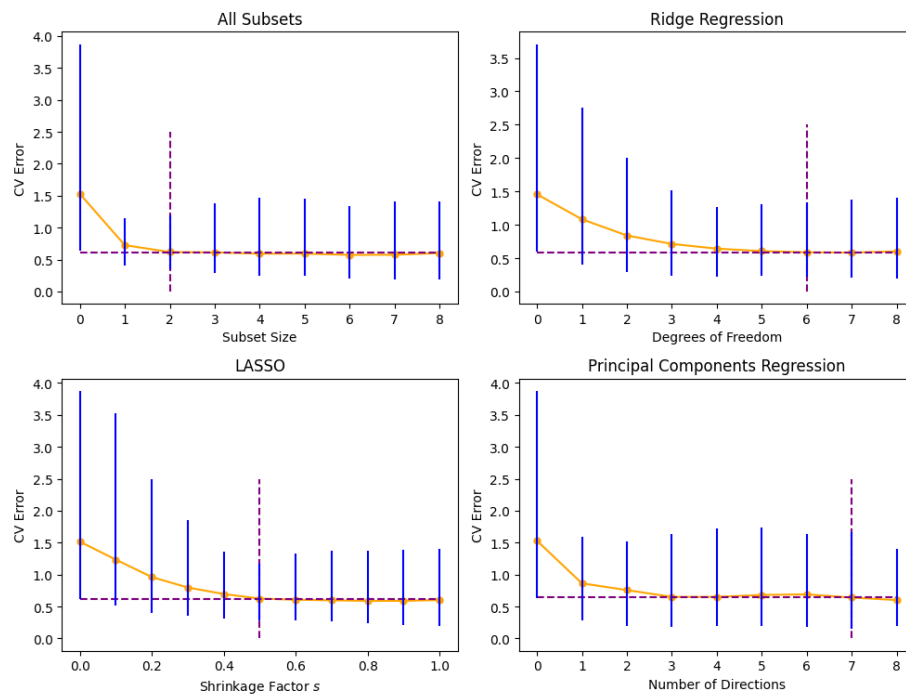 All Subsets
CV Error
4.0
3.5
3.0
2.5
2.0
1.5
1.0
0.5
0.0
0 1 2 3 4 5 6 7 8
Subset Size
Ridge Regression
CV Error
3.5
3.0
2.5
2.0
1.5
1.0
0.5
0.0
0 1 2 3 4 5 6 7 8
Degrees of Freedom
LASSO
CV Error
4.0
3.5
3.0
2.5
2.0
1.5
1.0
0.5
0.0
0.0 0.2 0.4 0.6 0.8 1.0
Shrinkage Factor s
Principal Components Regression
CV Error
4.0
3.5
3.0
2.5
2.0
1.5
1.0
0.5
0.0
0 1 2 3 4 5 6 7 8
Number of Directions